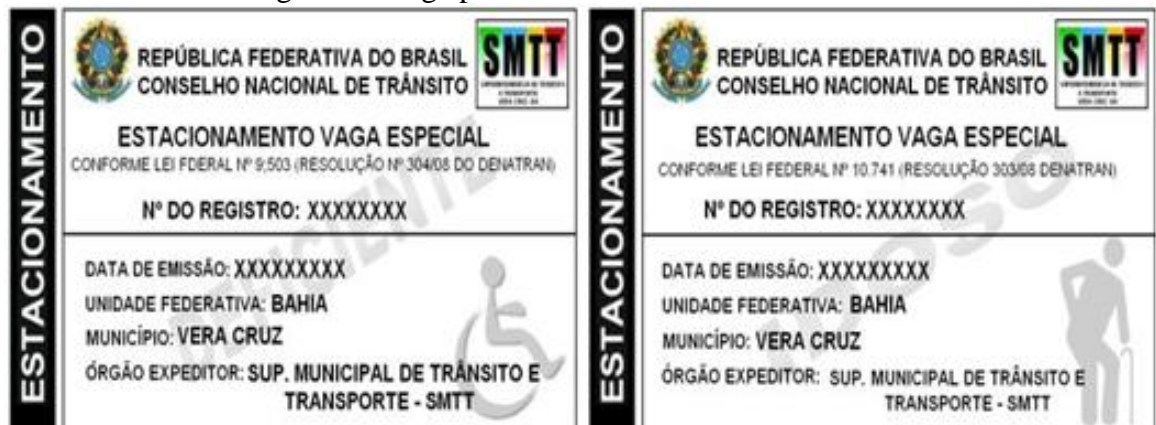 ESTACIONAMENTO
REPÚBLICA FEDERATIVA DO BRASIL
CONSELHO NACIONAL DE TRÂNSITO
SMTT
ESTACIONAMENTO VAGA ESPECIAL
CONFORME LEI FDERAL Nº 9;503 (RESOLUÇÃO Nº 304/08 DO DENATRAN)
Nº DO REGISTRO: XXXXXXXX
DEFICIENTE
DATA DE EMISSÃO: XXXXXXXXX
UNIDADE FEDERATIVA: BAHIA
MUNICÍPIO: VERA CRUZ
ÓRGÃO EXPEDITOR: SUP. MUNICIPAL DE TRÂNSITO E
TRANSPORTE - SMTT
ESTACIONAMENTO
REPÚBLICA FEDERATIVA DO BRASIL
CONSELHO NACIONAL DE TRÂNSITO
SMTT
ESTACIONAMENTO VAGA ESPECIAL
CONFORME LEI FEDERAL Nº 10.741 (RESOLUÇÃO 303/08 DENATRAN)
Nº DO REGISTRO: XXXXXXXX
IDOSO
DATA DE EMISSÃO: XXXXXXXXX
UNIDADE FEDERATIVA: BAHIA
MUNICÍPIO: VERA CRUZ
ÓRGÃO EXPEDITOR: SUP. MUNICIPAL DE TRÂNSITO E
TRANSPORTE - SMTT